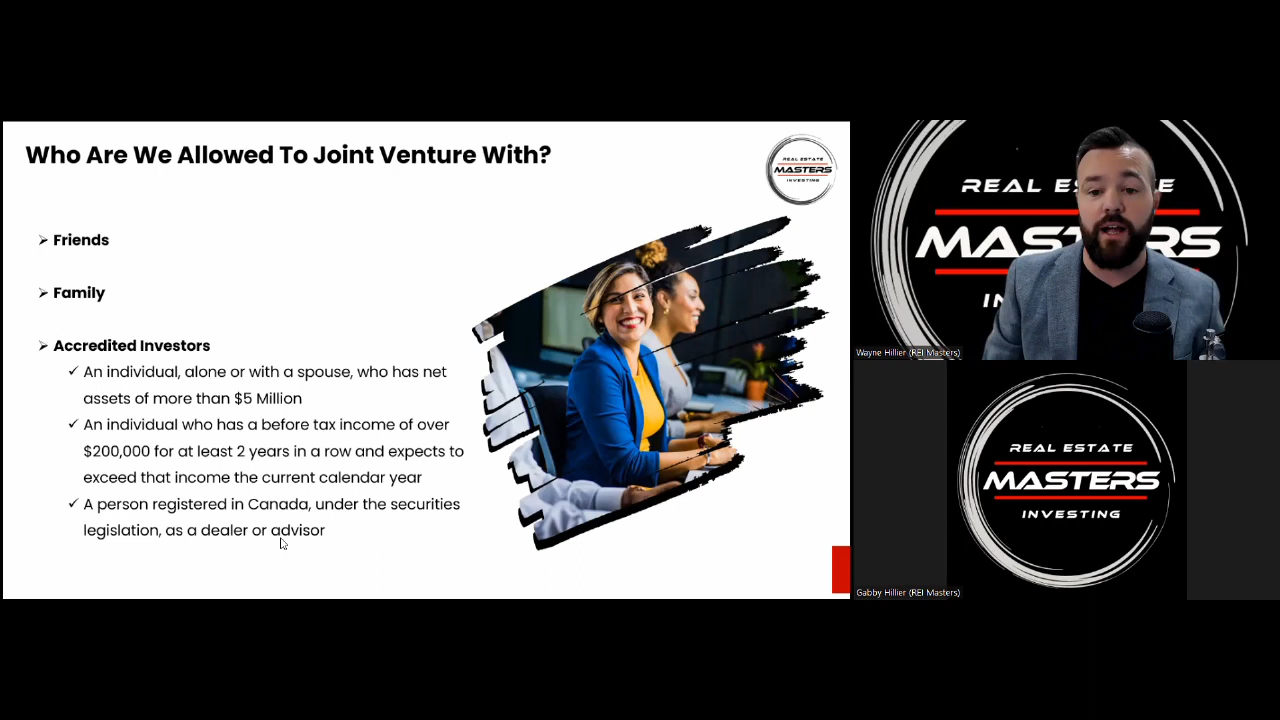 Who Are We Allowed To Joint Venture With?
REAL ESTATE
MASTERS
INVESTING
➢ Friends
➢ Family
➢ Accredited Investors
✓ An individual, alone or with a spouse, who has net
assets of more than $5 Million
✓ An individual who has a before tax income of over
$200,000 for at least 2 years in a row and expects to
exceed that income the current calendar year
✓ A person registered in Canada, under the securities
legislation, as a dealer or advisor
REAL ES E
MASTERS
IN
Wayne Hillier (REI Masters)
REAL ESTATE
MASTERS
INVESTING
Gabby Hillier (REI Masters)